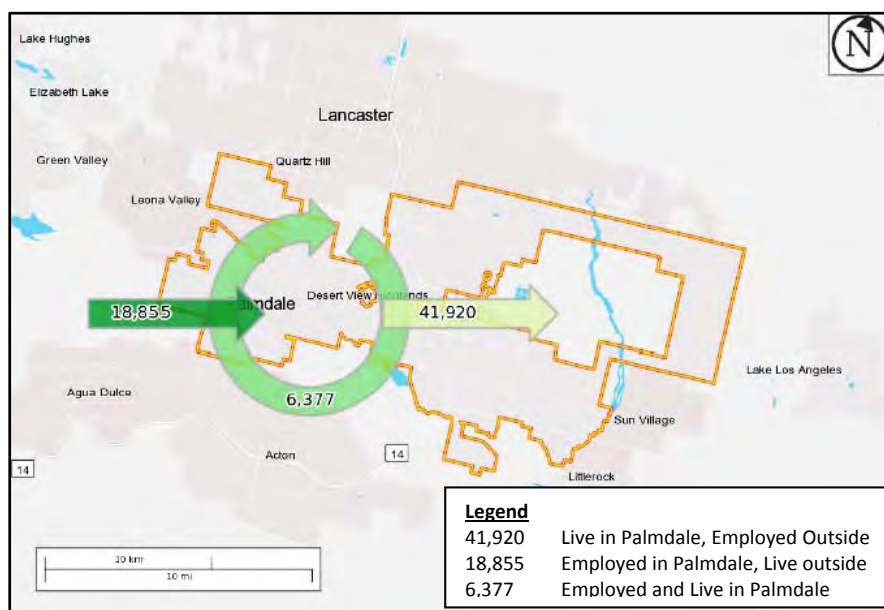 N
Lake Hughes
Elizabeth Lake
Lancaster
Green Valley
Quartz Hill
Leona Valley
Desert View
18,855
41,920
Lake Los Angeles
Agua Dulce
6,377
Sun Village
Acton
14
14
Littlerock
10 km
10 mi
Legend
41,920 Live in Palmdale, Employed Outside
18,855 Employed in Palmdale, Live outside
6,377 Employed and Live in Palmdale